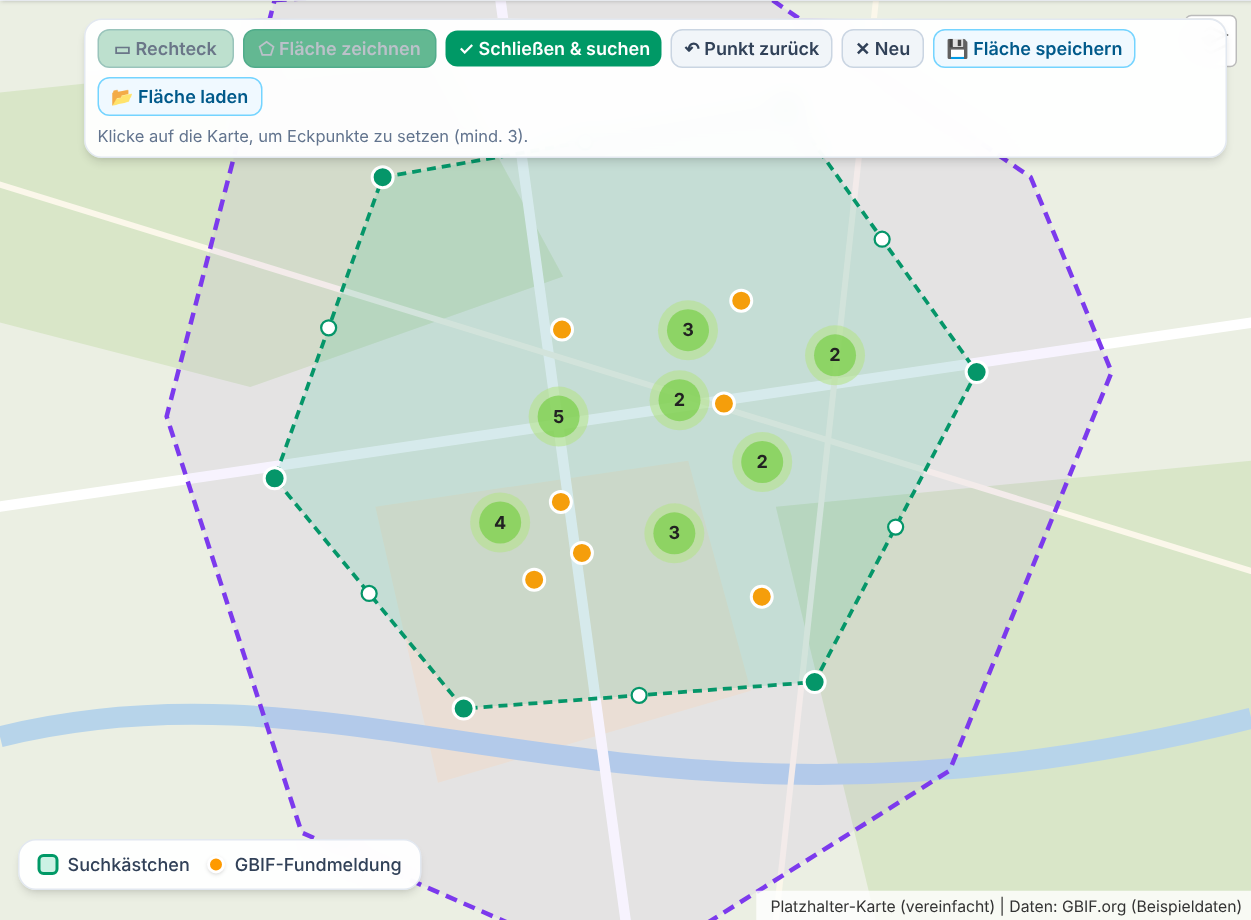 ▭ Rechteck ⬠ Fläche zeichnen ✓ Schließen & suchen ↶ Punkt zurück ✕ Neu 💾 Fläche speichern
📂 Fläche laden
Klicke auf die Karte, um Eckpunkte zu setzen (mind. 3).
3
2
2
5
2
4
3
Suchkästchen GBIF-Fundmeldung
Platzhalter-Karte (vereinfacht) | Daten: GBIF.org (Beispieldaten)